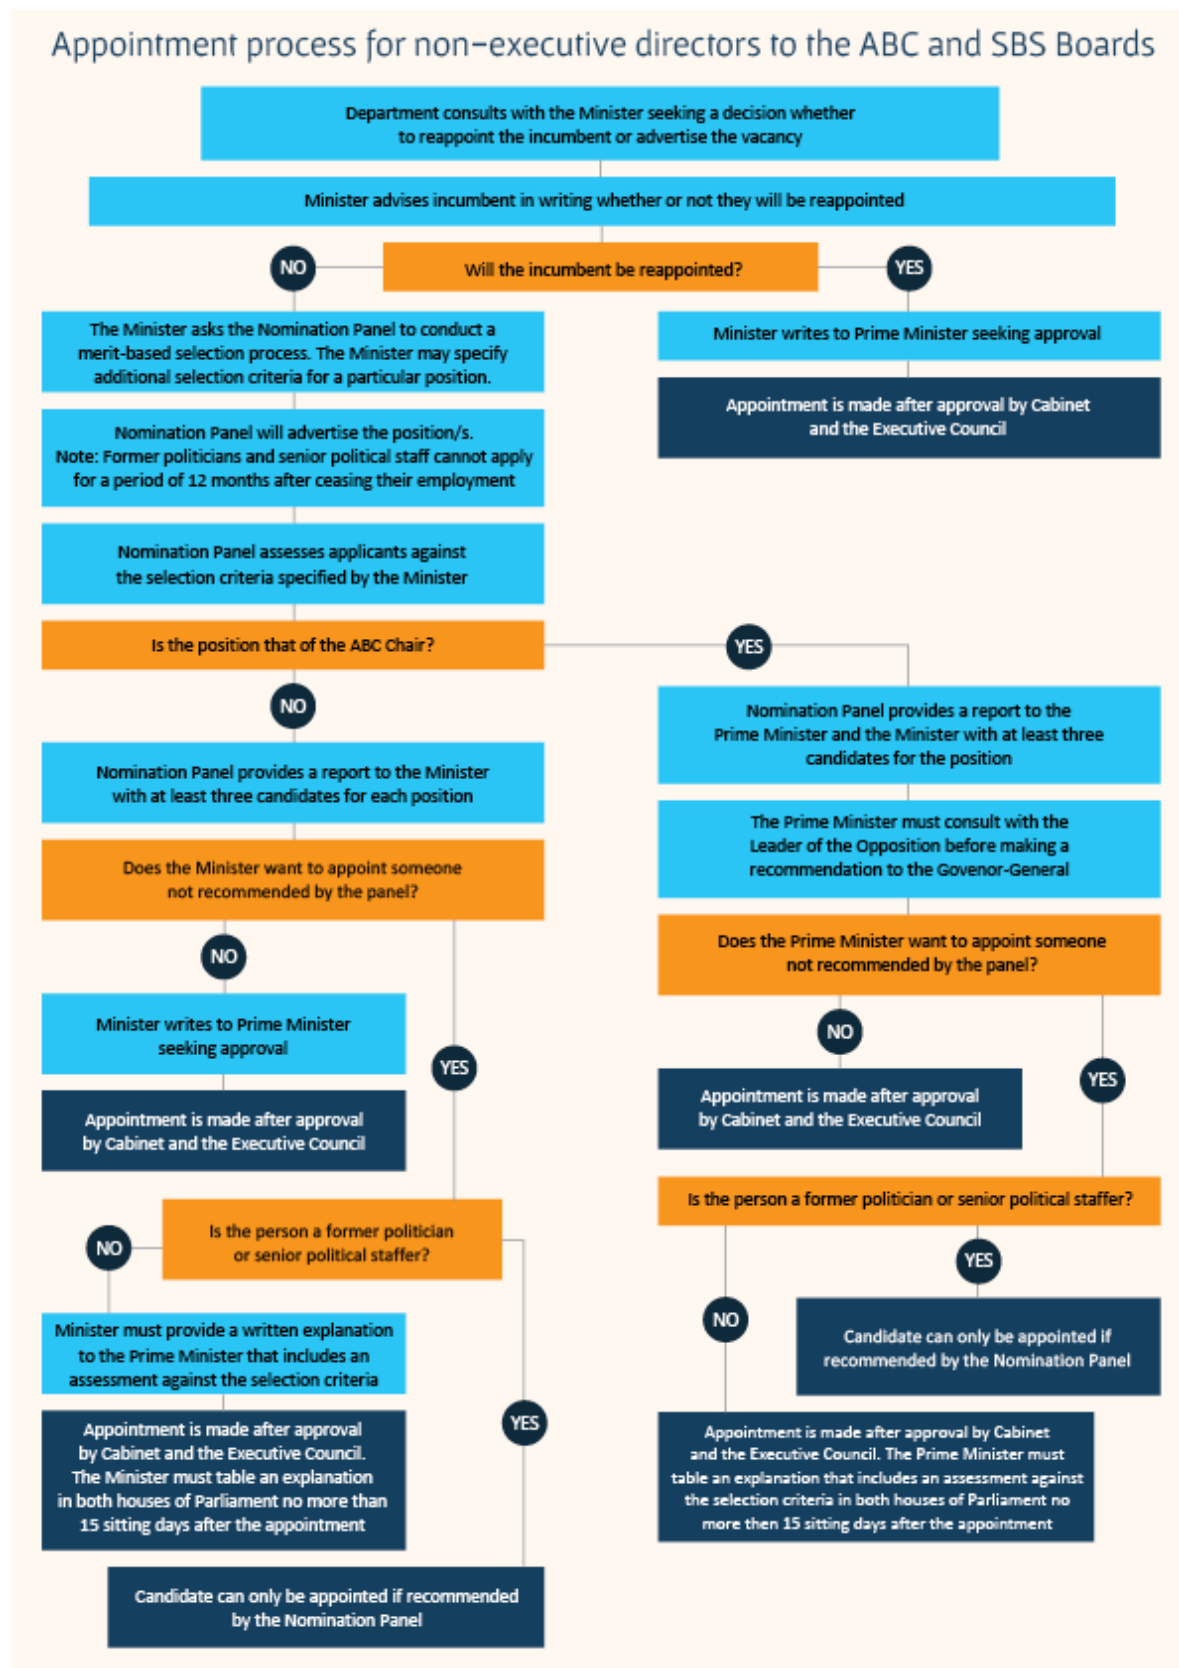 Appointment process for non-executive directors to the ABC and SBS Boards
Department consults with the Minister seeking a decision whether
to reappoint the incumbent or advertise the vacancy
Minister advises incumbent in writing whether or not they will be reappointed
NO
Will the incumbent be reappointed?
YES
The Minister asks the Nomination Panel to conduct a
merit-based selection process. The Minister may specify
additional selection criteria for a particular position.
Minister writes to Prime Minister seeking approval
Appointment is made after approval by Cabinet
and the Executive Council
Nomination Panel will advertise the position/s.
Note: Former politicians and senior political staff cannot apply
for a period of 12 months after ceasing their employment
Nomination Panel assesses applicants against
the selection criteria specified by the Minister
Is the position that of the ABC Chair?
YES
NO
Nomination Panel provides a report to the Minister
with at least three candidates for each position
Does the Minister want to appoint someone
not recommended by the panel?
NO
Minister writes to Prime Minister
seeking approval
YES
Appointment is made after approval
by Cabinet and the Executive Council
Is the person a former politician
or senior political staffer?
NO
Minister must provide a written explanation
to the Prime Minister that includes an
assessment against the selection criteria
Appointment is made after approval
by Cabinet and the Executive Council.
The Minister must table an explanation
in both houses of Parliament no more than
15 sitting days after the appointment
YES
Candidate can only be appointed if recommended
by the Nomination Panel
Nomination Panel provides a report to the
Prime Minister and the Minister with at least three
candidates for the position
The Prime Minister must consult with the
Leader of the Opposition before making a
recommendation to the Govenor-General
Does the Prime Minister want to appoint someone
not recommended by the panel?
NO
Appointment is made after approval
by Cabinet and the Executive Council
YES
Is the person a former politician or senior political staffer?
YES
Candidate can only be appointed if
recommended by the Nomination Panel
NO
Appointment is made after approval by Cabinet
and the Executive Council. The Prime Minister must
table an explanation that includes an assessment against
the selection criteria in both houses of Parliament no
more then 15 sitting days after the appointment